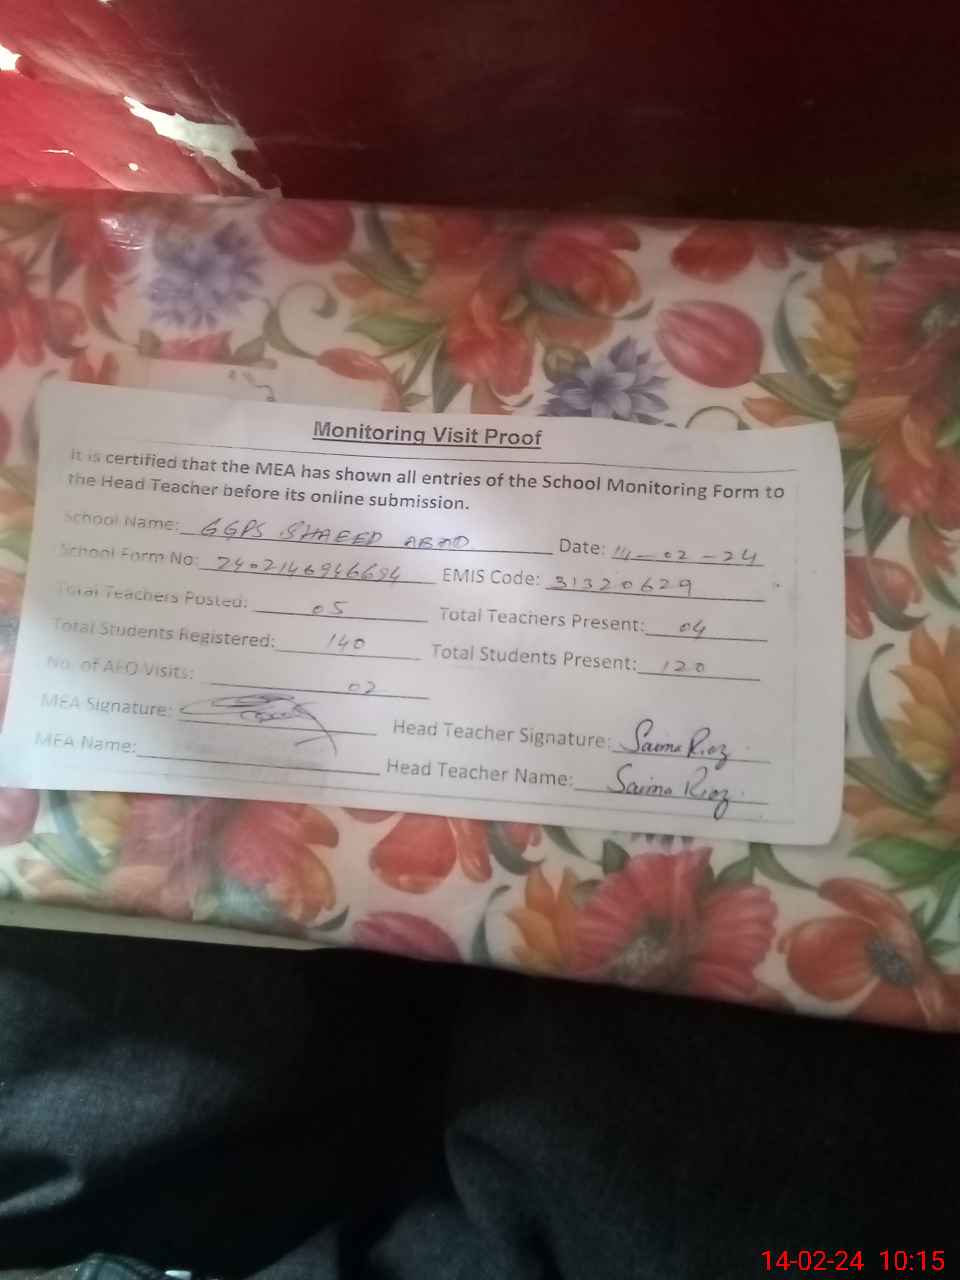 Monitoring Visit Proof
It is certified that the MEA has shown all entries of the School Monitoring Form to
the Head Teacher before its online submission.
School Name: GGPS SHAEED ABAD Date: 14-02-24
School Form No: 2402146946694 EMIS Code: 31320629
Total Teachers Posted: 05 Total Teachers Present: 04
Total Students Registered: 140 Total Students Present: 120
No. of AEO Visits: 02
MEA Signature: Head Teacher Signature: Saima Riaz
MEA Name: Head Teacher Name: Saima Riaz
14-02-24 10:15